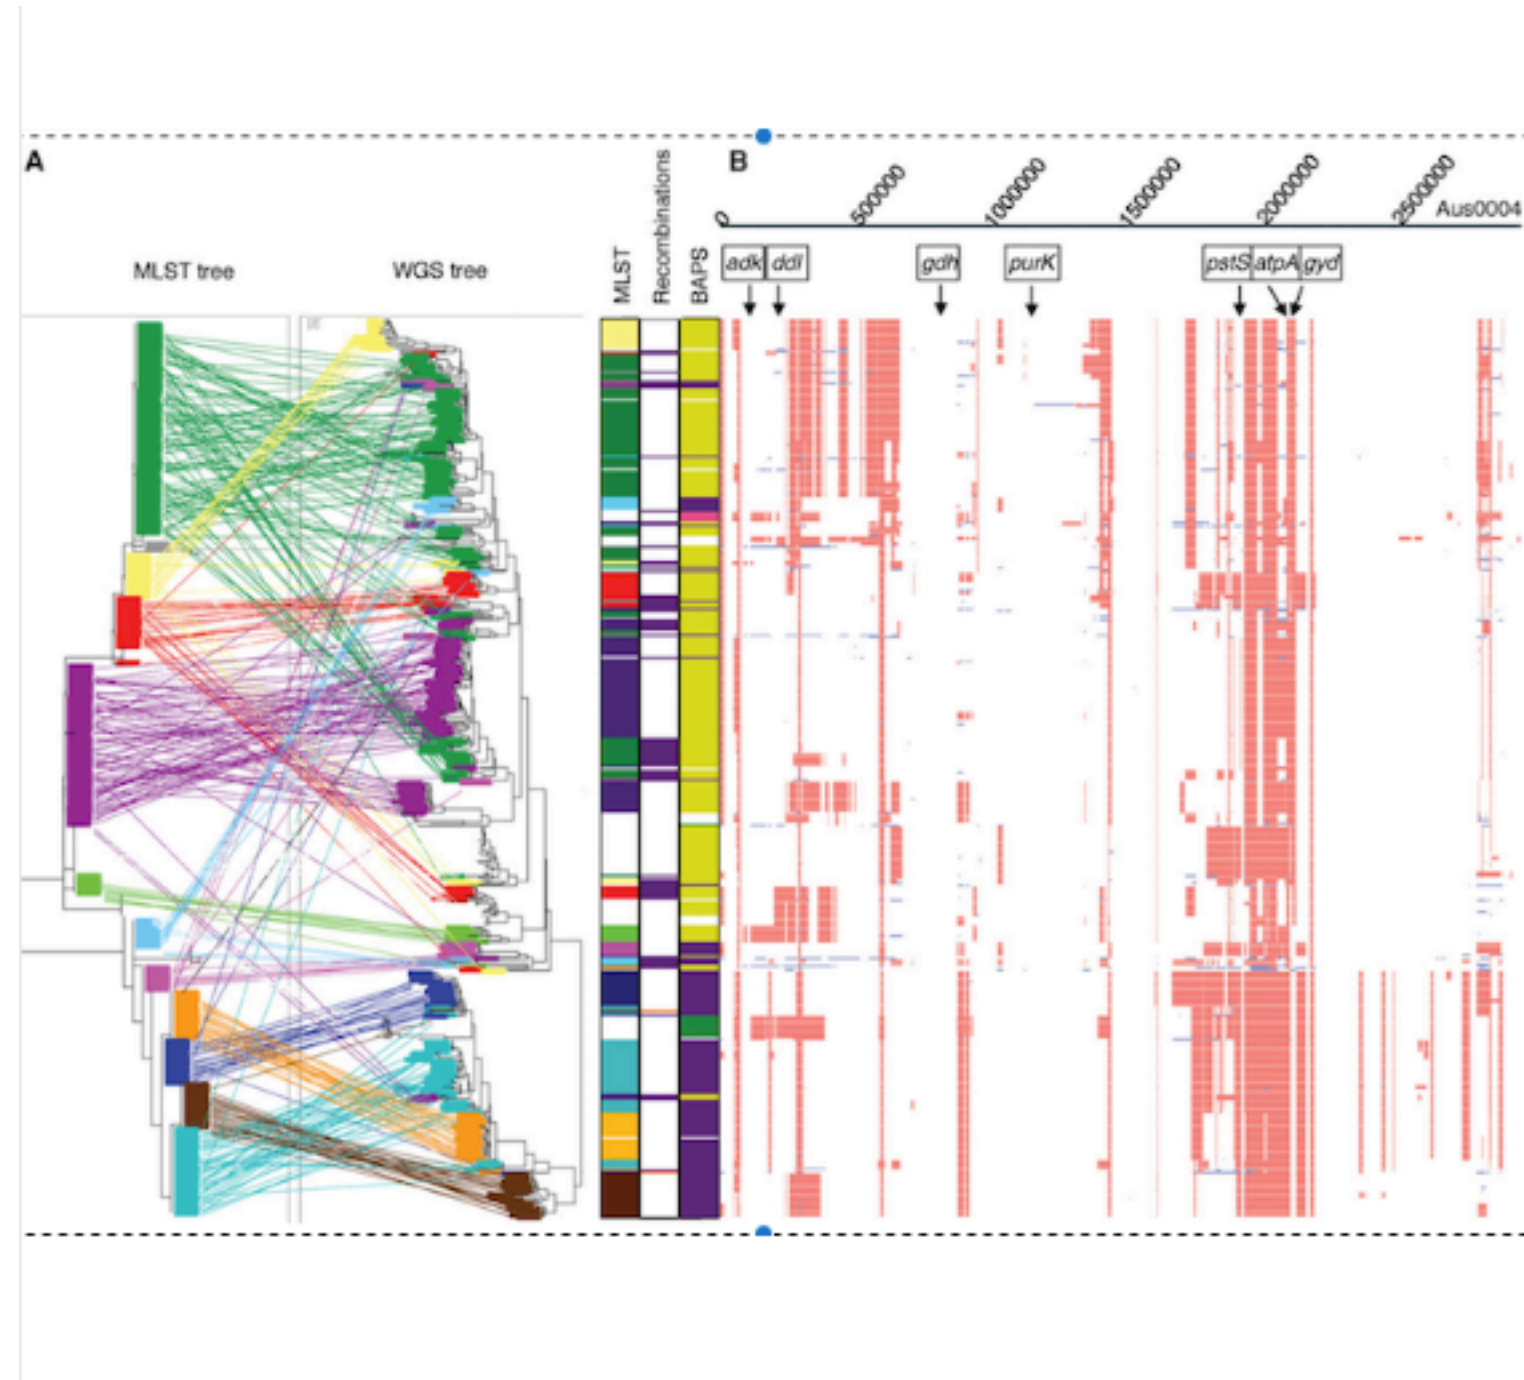 A
MLST tree
WGS tree
MLST
Recombinations
BAPS
B
0
500000
1000000
1500000
2000000
2500000
Aus0004
adk
ddl
gdh
purK
pstS
atpA
gyd